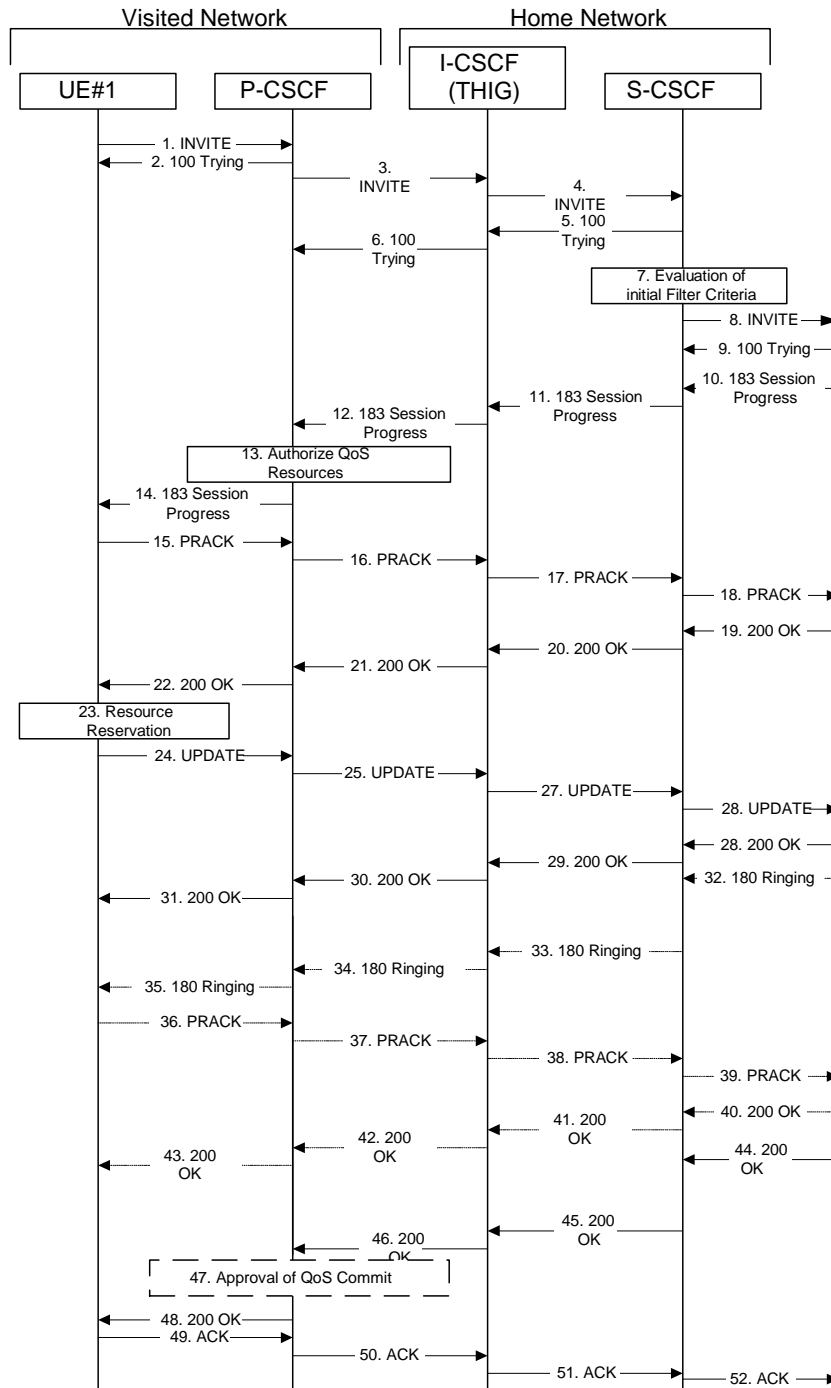 Visited Network
Home Network
UE#1
P-CSCF
I-CSCF
(THIG)
S-CSCF
1. INVITE
2. 100 Trying
3.
INVITE
4.
INVITE
5. 100
Trying
6. 100
Trying
7. Evaluation of
initial Filter Criteria
8. INVITE
9. 100 Trying
10. 183 Session
Progress
11. 183 Session
Progress
12. 183 Session
Progress
13. Authorize QoS
Resources
14. 183 Session
Progress
15. PRACK
16. PRACK
17. PRACK
18. PRACK
19. 200 OK
20. 200 OK
21. 200 OK
22. 200 OK
23. Resource
Reservation
24. UPDATE
25. UPDATE
27. UPDATE
28. UPDATE
28. 200 OK
29. 200 OK
30. 200 OK
32. 180 Ringing
31. 200 OK
33. 180 Ringing
34. 180 Ringing
35. 180 Ringing
36. PRACK
37. PRACK
38. PRACK
39. PRACK
40. 200 OK
41. 200
OK
42. 200
OK
43. 200
OK
44. 200
OK
45. 200
OK
46. 200
OK
47. Approval of QoS Commit
48. 200 OK
49. ACK
50. ACK
51. ACK
52. ACK